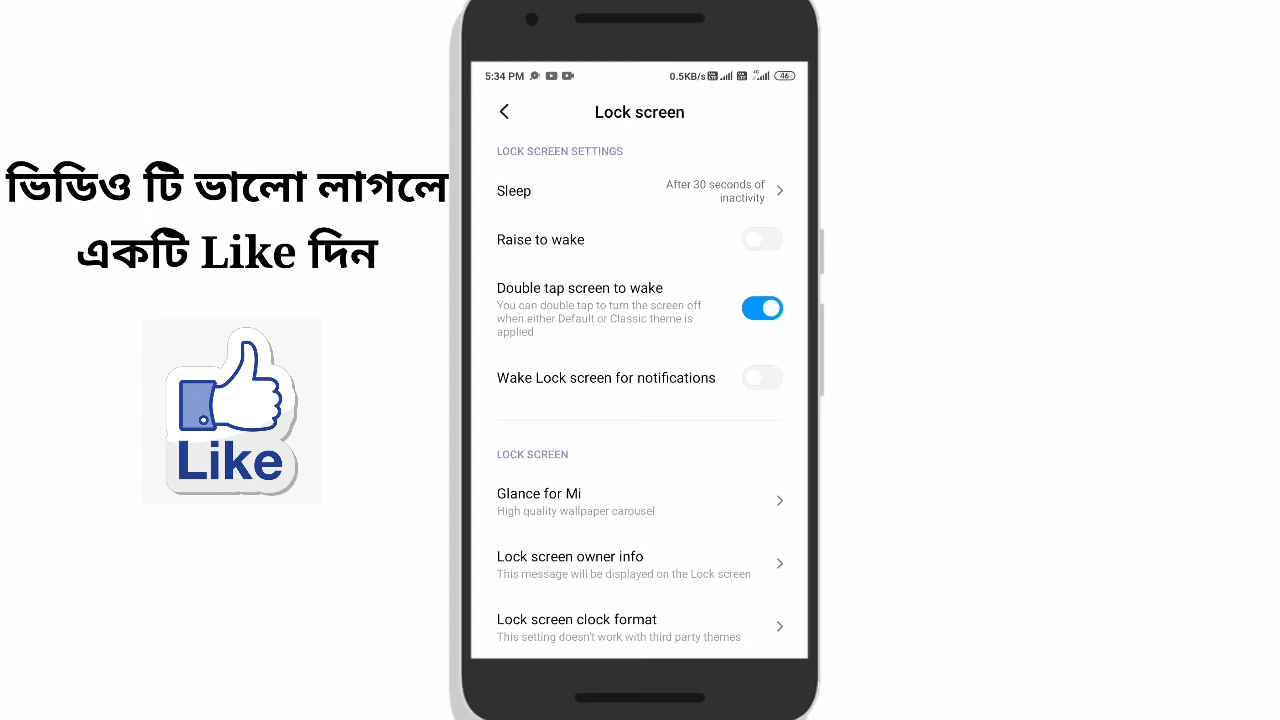 ভিডিও টি ভালো লাগলে
একটি Like দিন
Like
5:34 PM
0.5KB/s
46
Lock screen
LOCK SCREEN SETTINGS
Sleep
After 30 seconds of
inactivity
Raise to wake
Double tap screen to wake
You can double tap to turn the screen off
when either Default or Classic theme is
applied
Wake Lock screen for notifications
LOCK SCREEN
Glance for Mi
High quality wallpaper carousel
Lock screen owner info
This message will be displayed on the Lock screen
Lock screen clock format
This setting doesn't work with third party themes